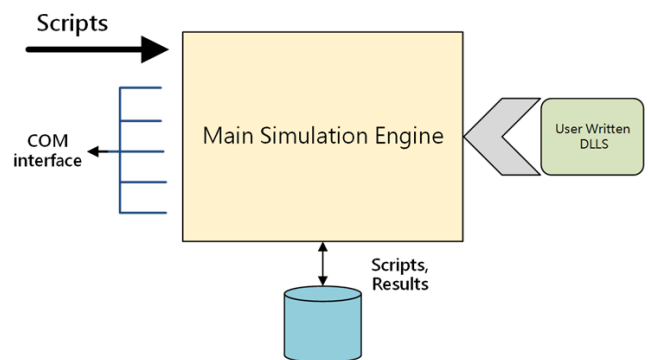 Scripts
Main Simulation Engine
COM
interface
User Written
DLLS
Scripts,
Results